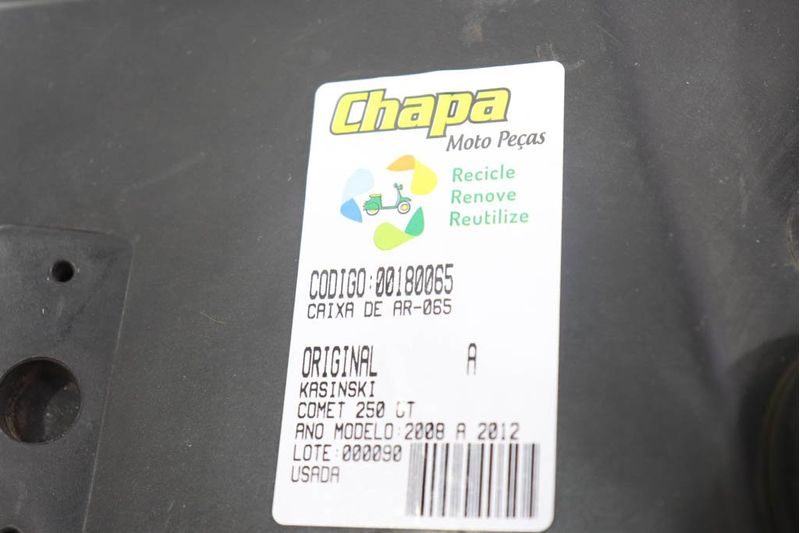 Chapa
Moto Peças
Recicle
Renove
Reutilize
CODIGO:00180065
CAIXA DE AR-065
ORIGINAL A
KASINSKI
COMET 250 GT
ANO MODELO:2008 A 2012
LOTE:000090
USADA